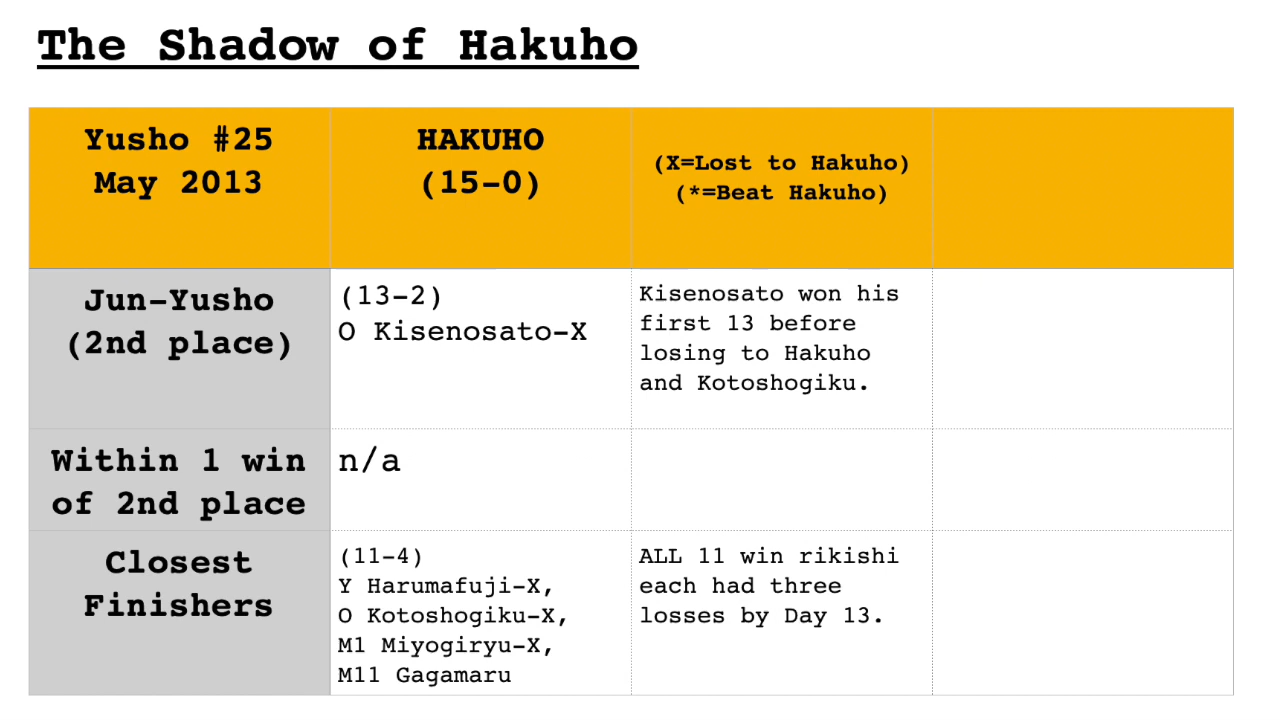 The Shadow of Hakuho
Yusho #25
May 2013
HAKUHO
(15-0)
(X=Lost to Hakuho)
(*=Beat Hakuho)
Jun-Yusho
(2nd place)
(13-2)
O Kisenosato-X
Kisenosato won his
first 13 before
losing to Hakuho
and Kotoshogiku.
Within 1 win
of 2nd place
n/a
Closest
Finishers
(11-4)
Y Harumafuji-X,
O Kotoshogiku-X,
M1 Miyogiryu-X,
M11 Gagamaru
ALL 11 win rikishi
each had three
losses by Day 13.